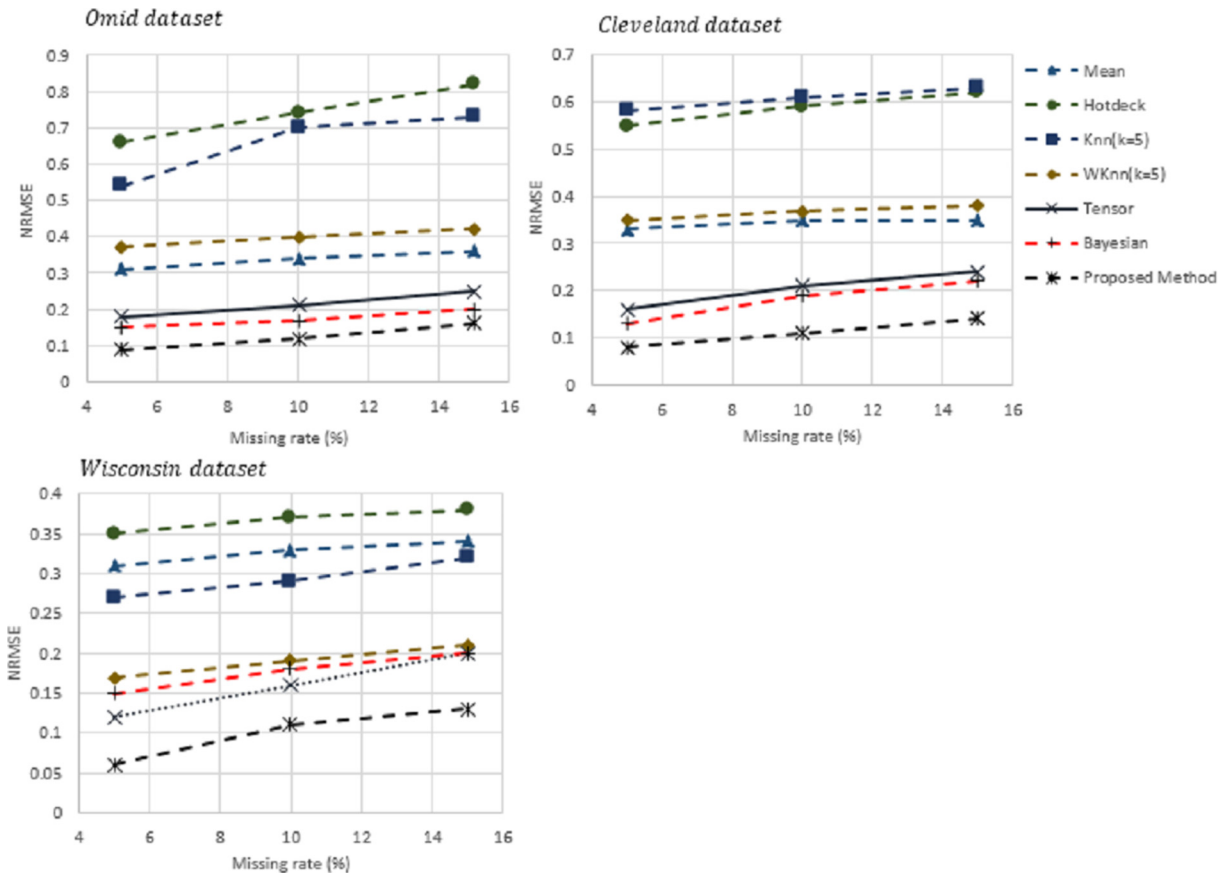 Omid dataset
0.9
0.8
0.7
0.6
0.5
0.4
0.3
0.2
0.1
0
NRMSE
4 6 8 10 12 14 16
Missing rate (%)
Cleveland dataset
0.7
0.6
0.5
0.4
0.3
0.2
0.1
0
NRMSE
4 6 8 10 12 14 16
Missing rate (%)
Mean
Hotdeck
Knn(k=5)
WKnn(k=5)
Tensor
Bayesian
Proposed Method
Wisconsin dataset
0.4
0.35
0.3
0.25
0.2
0.15
0.1
0.05
0
NRMSE
4 6 8 10 12 14 16
Missing rate (%)